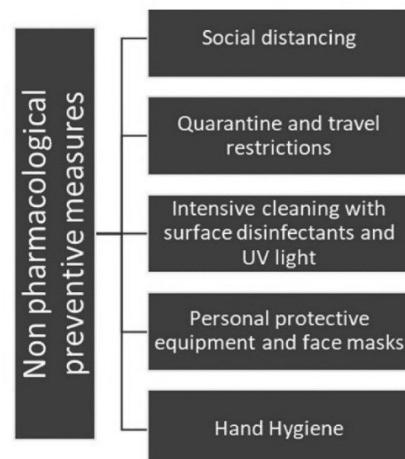 Non pharmacological
preventive measures
Social distancing
Quarantine and travel
restrictions
Intensive cleaning with
surface disinfectants and
UV light
Personal protective
equipment and face masks
Hand Hygiene